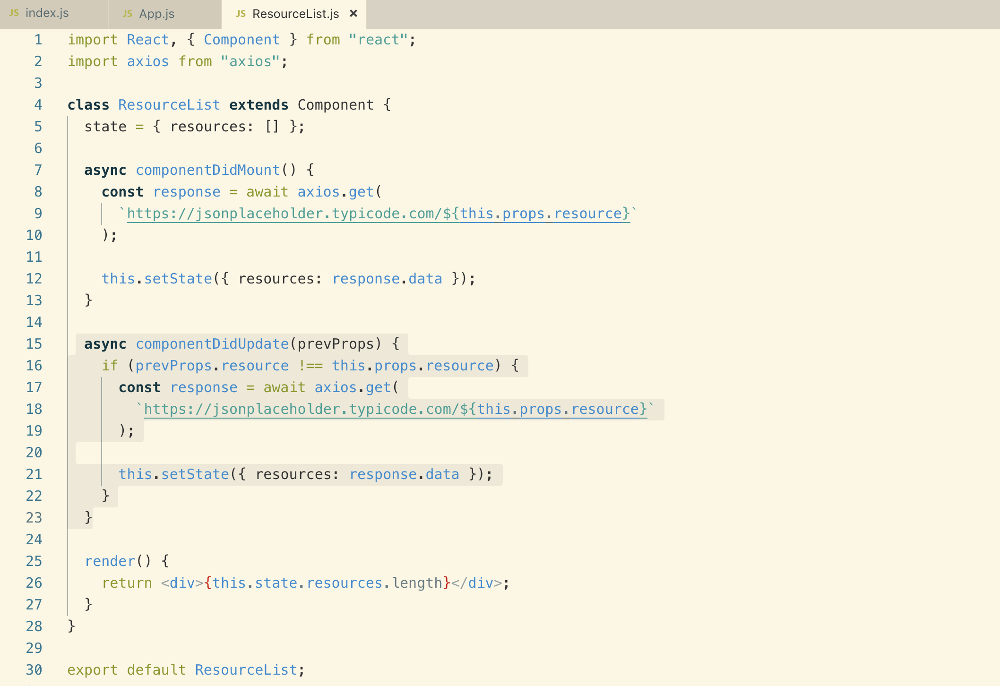 JS index.js JS App.js JS ResourceList.js ×
1 import React, { Component } from "react";
2 import axios from "axios";
3
4 class ResourceList extends Component {
5   state = { resources: [] };
6
7   async componentDidMount() {
8     const response = await axios.get(
9       `https://jsonplaceholder.typicode.com/${this.props.resource}`
10     );
11
12     this.setState({ resources: response.data });
13   }
14
15   async componentDidUpdate(prevProps) {
16     if (prevProps.resource !== this.props.resource) {
17       const response = await axios.get(
18         `https://jsonplaceholder.typicode.com/${this.props.resource}`
19       );
20
21       this.setState({ resources: response.data });
22     }
23   }
24
25   render() {
26     return <div>{this.state.resources.length}</div>;
27   }
28 }
29
30 export default ResourceList;